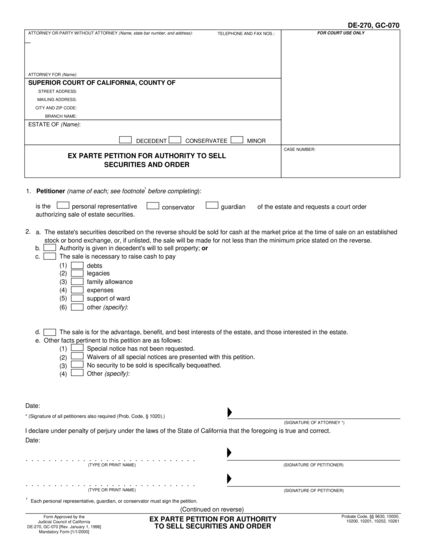 DE-270, GC-070
ATTORNEY OR PARTY WITHOUT ATTORNEY (Name, state bar number, and address):
TELEPHONE AND FAX NOS.:
FOR COURT USE ONLY
ATTORNEY FOR (Name):
SUPERIOR COURT OF CALIFORNIA, COUNTY OF
STREET ADDRESS:
MAILING ADDRESS:
CITY AND ZIP CODE:
BRANCH NAME:
ESTATE OF (Name):
DECEDENT CONSERVATEE MINOR
EX PARTE PETITION FOR AUTHORITY TO SELL
SECURITIES AND ORDER
CASE NUMBER:
1. Petitioner (name of each; see footnote* before completing):
is the personal representative conservator guardian of the estate and requests a court order
authorizing sale of estate securities.
2. a. The estate's securities described on the reverse should be sold for cash at the market price at the time of sale on an established
stock or bond exchange, or, if unlisted, the sale will be made for not less than the minimum price stated on the reverse.
b. Authority is given in decedent's will to sell property; or
c. The sale is necessary to raise cash to pay
(1) debts
(2) legacies
(3) family allowance
(4) expenses
(5) support of ward
(6) other (specify):
d. The sale is for the advantage, benefit, and best interests of the estate, and those interested in the estate.
e. Other facts pertinent to this petition are as follows:
(1) Special notice has not been requested.
(2) Waivers of all special notices are presented with this petition.
(3) No security to be sold is specifically bequeathed.
(4) Other (specify):
Date:
* (Signature of all petitioners also required (Prob. Code, § 1020).)
(SIGNATURE OF ATTORNEY *)
I declare under penalty of perjury under the laws of the State of California that the foregoing is true and correct.
Date:
(TYPE OR PRINT NAME) (SIGNATURE OF PETITIONER)
(TYPE OR PRINT NAME) (SIGNATURE OF PETITIONER)
* Each personal representative, guardian, or conservator must sign the petition.
(Continued on reverse)
Form Approved by the
Judicial Council of California
DE-270, GC-070 [Rev. January 1, 1998]
Mandatory Form [1/1/2000]
EX PARTE PETITION FOR AUTHORITY
TO SELL SECURITIES AND ORDER
Probate Code, §§ 9630, 10000,
10200, 10201, 10252, 10261